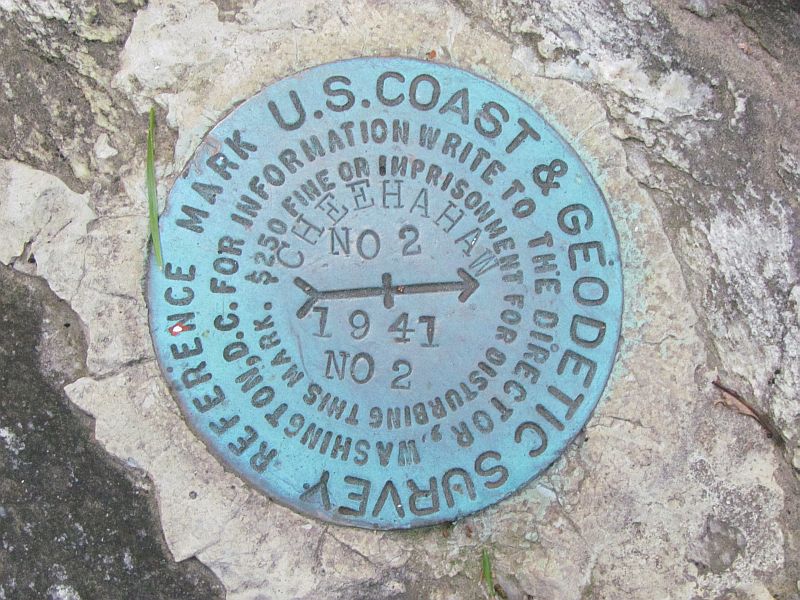 U.S. COAST & GEODETIC SURVEY
REFERENCE MARK
FOR INFORMATION WRITE TO THE DIRECTOR, WASHINGTON, D.C.
$250 FINE OR IMPRISONMENT FOR DISTURBING THIS MARK.
CHEEHAHAW
NO 2
1941
NO 2